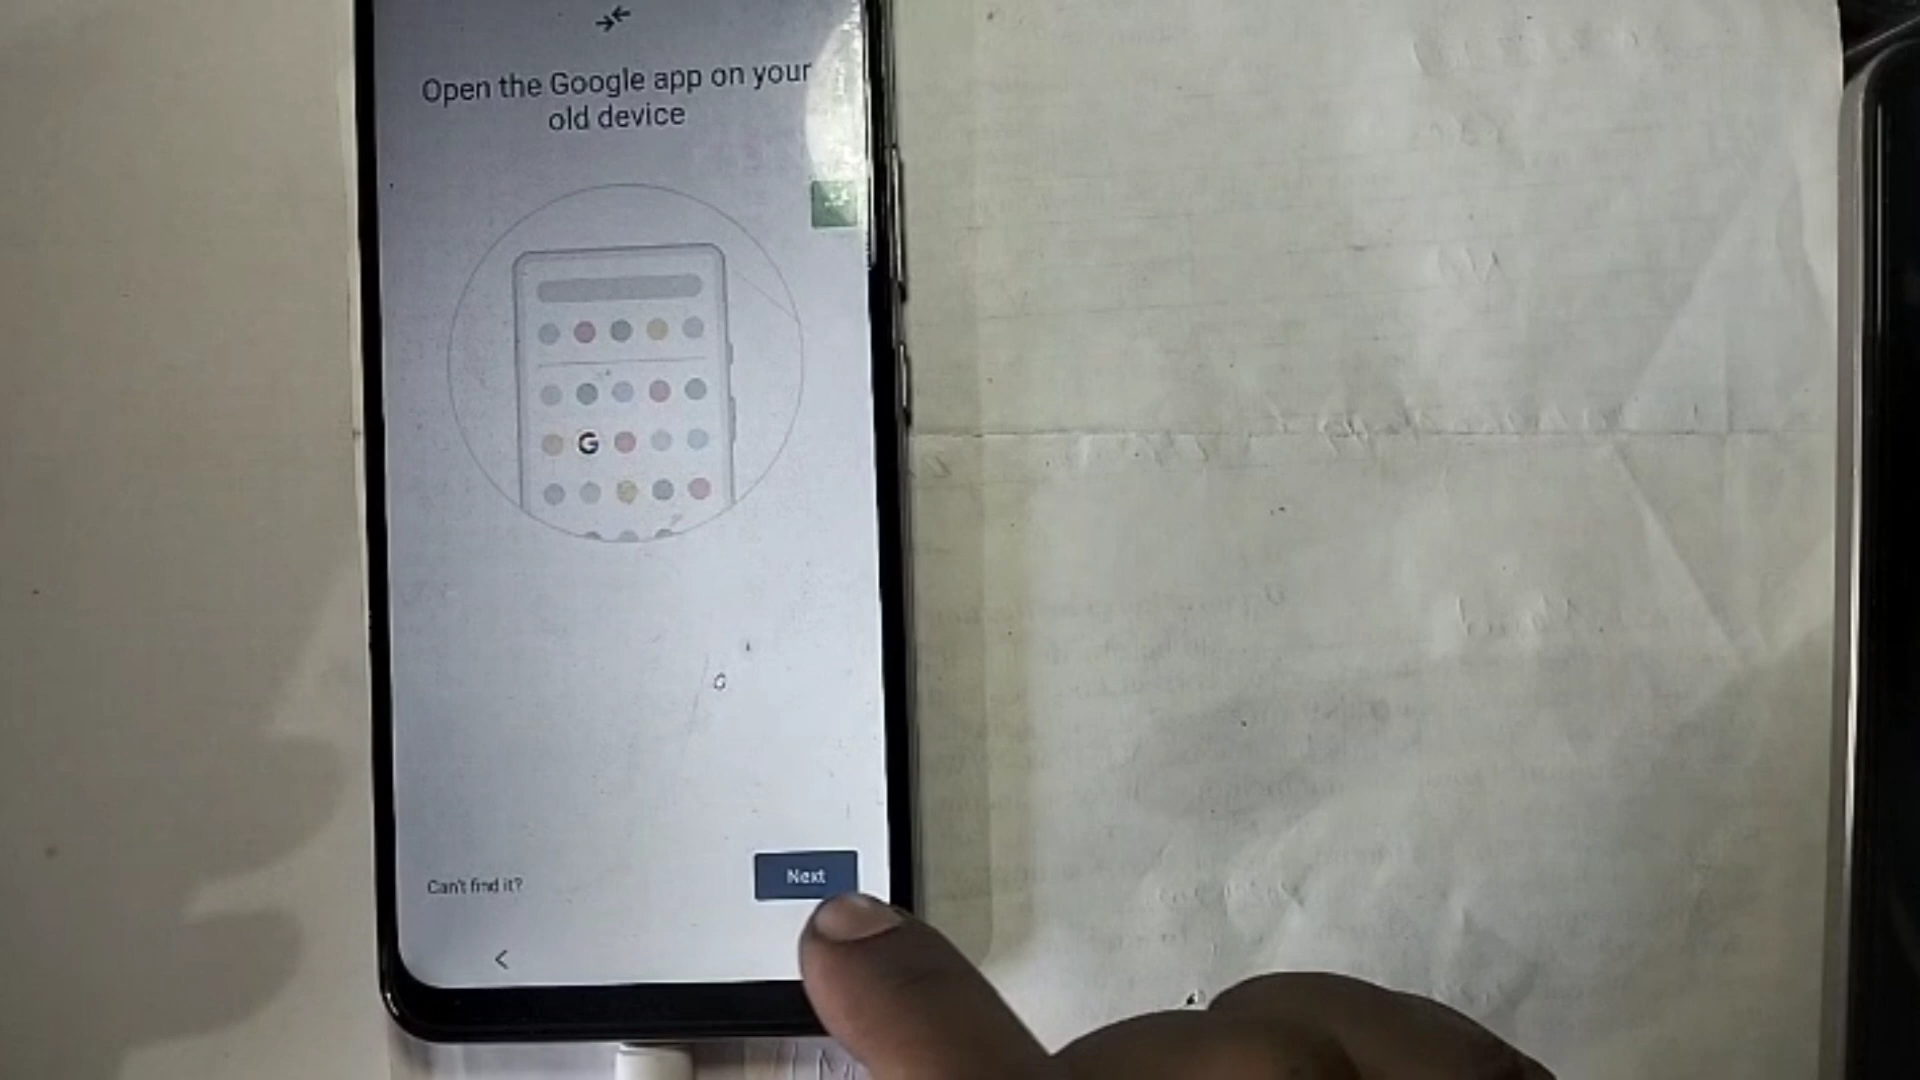 Open the Google app on your
old device
G
Can't find it?
Next